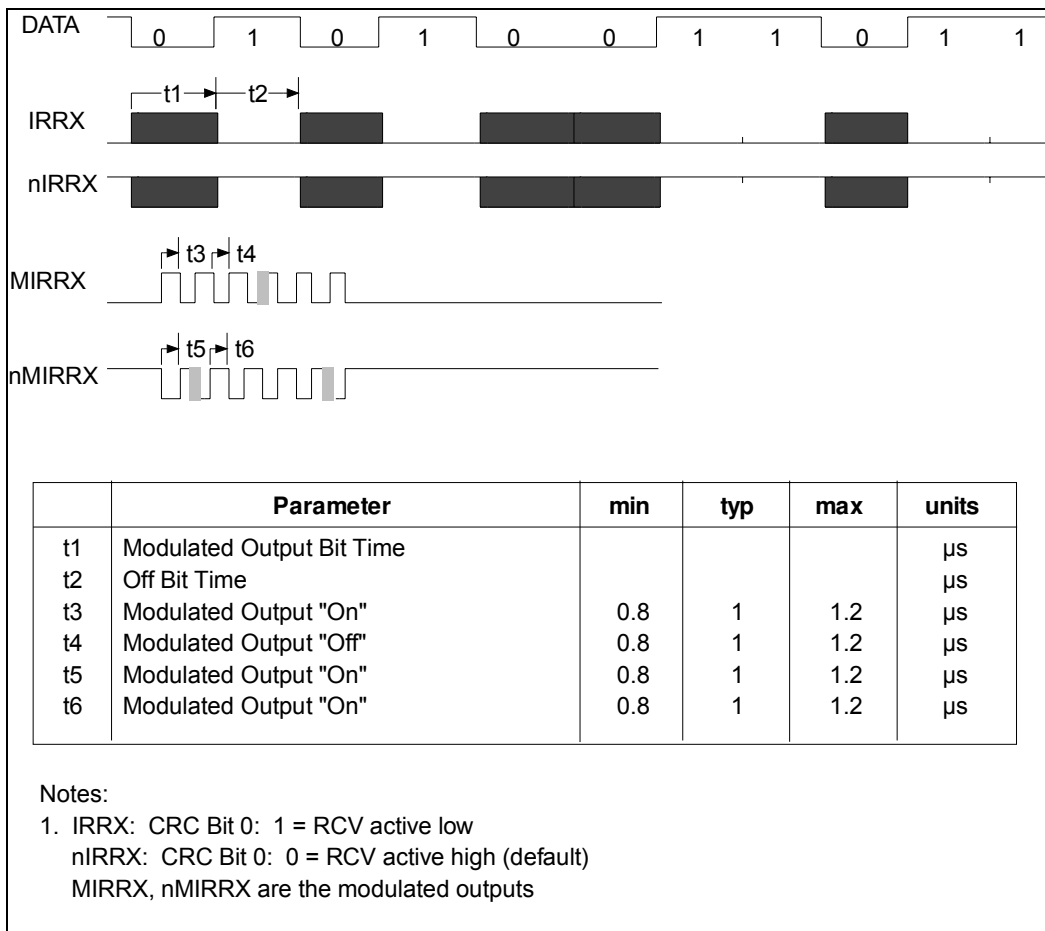 DATA 0 1 0 1 0 0 1 1 0 1 1
t1 t2
IRRX
nIRRX
t3 t4
MIRRX
t5 t6
nMIRRX
Parameter min typ max units
t1 Modulated Output Bit Time µs
t2 Off Bit Time µs
t3 Modulated Output "On" 0.8 1 1.2 µs
t4 Modulated Output "Off" 0.8 1 1.2 µs
t5 Modulated Output "On" 0.8 1 1.2 µs
t6 Modulated Output "On" 0.8 1 1.2 µs
Notes:
1. IRRX: CRC Bit 0: 1 = RCV active low
nIRRX: CRC Bit 0: 0 = RCV active high (default)
MIRRX, nMIRRX are the modulated outputs